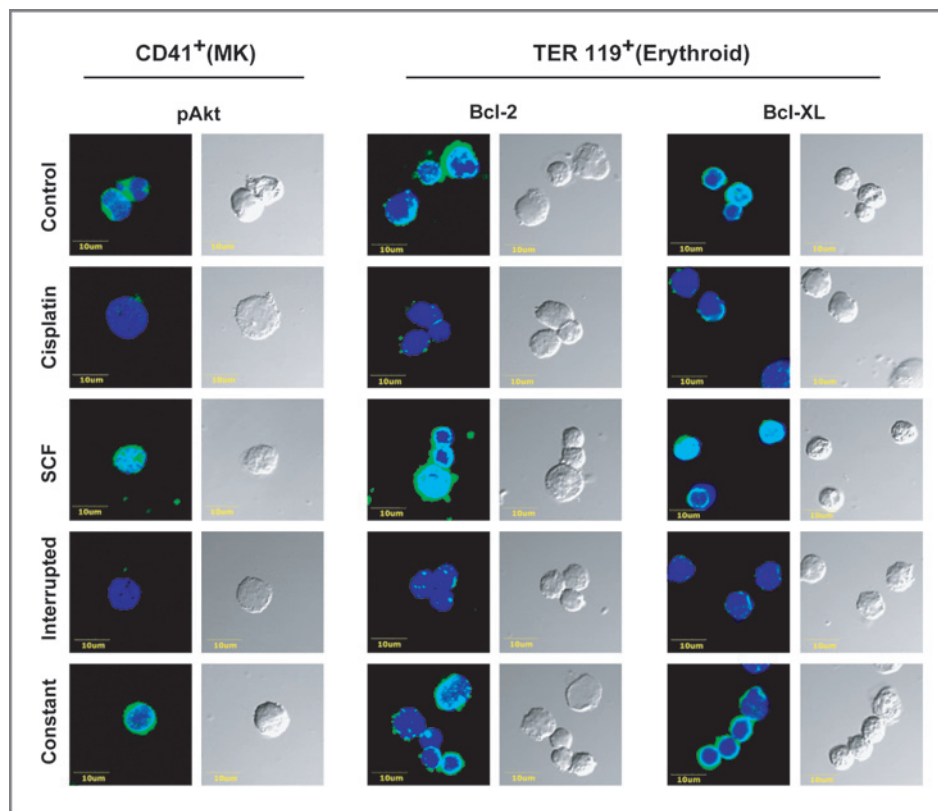 CD41+(MK) TER 119+(Erythroid)
pAkt Bcl-2 Bcl-XL
Control
10um 10um 10um 10um 10um 10um
Cisplatin
10um 10um 10um 10um 10um 10um
SCF
10um 10um 10um 10um 10um 10um
Interrupted
10um 10um 10um 10um 10um 10um
Constant
10um 10um 10um 10um 10um 10um